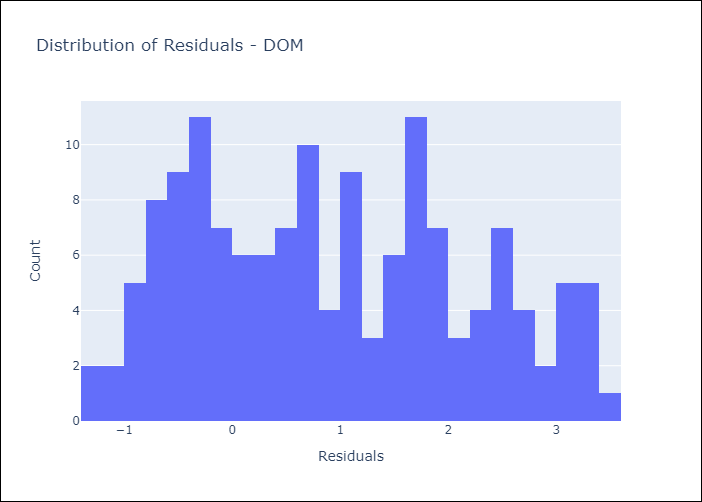 Distribution of Residuals - DOM
Count
10
8
6
4
2
0
−1 0 1 2 3
Residuals